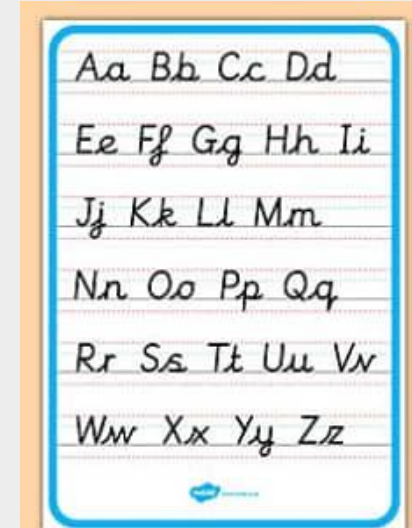 Aa Bb Cc Dd
Ee Ff Gg Hh Ii
Jj Kk Ll Mm
Nn Oo Pp Qq
Rr Ss Tt Uu Vv
Ww Xx Yy Zz